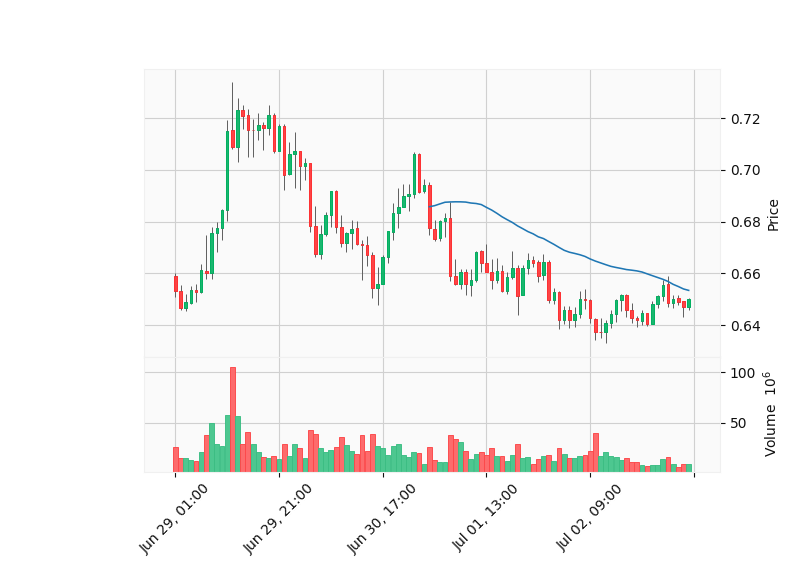 0.72
0.70
0.68
0.66
0.64
Price
100
50
Volume 10^6
Jun 29, 01:00
Jun 29, 21:00
Jun 30, 17:00
Jul 01, 13:00
Jul 02, 09:00